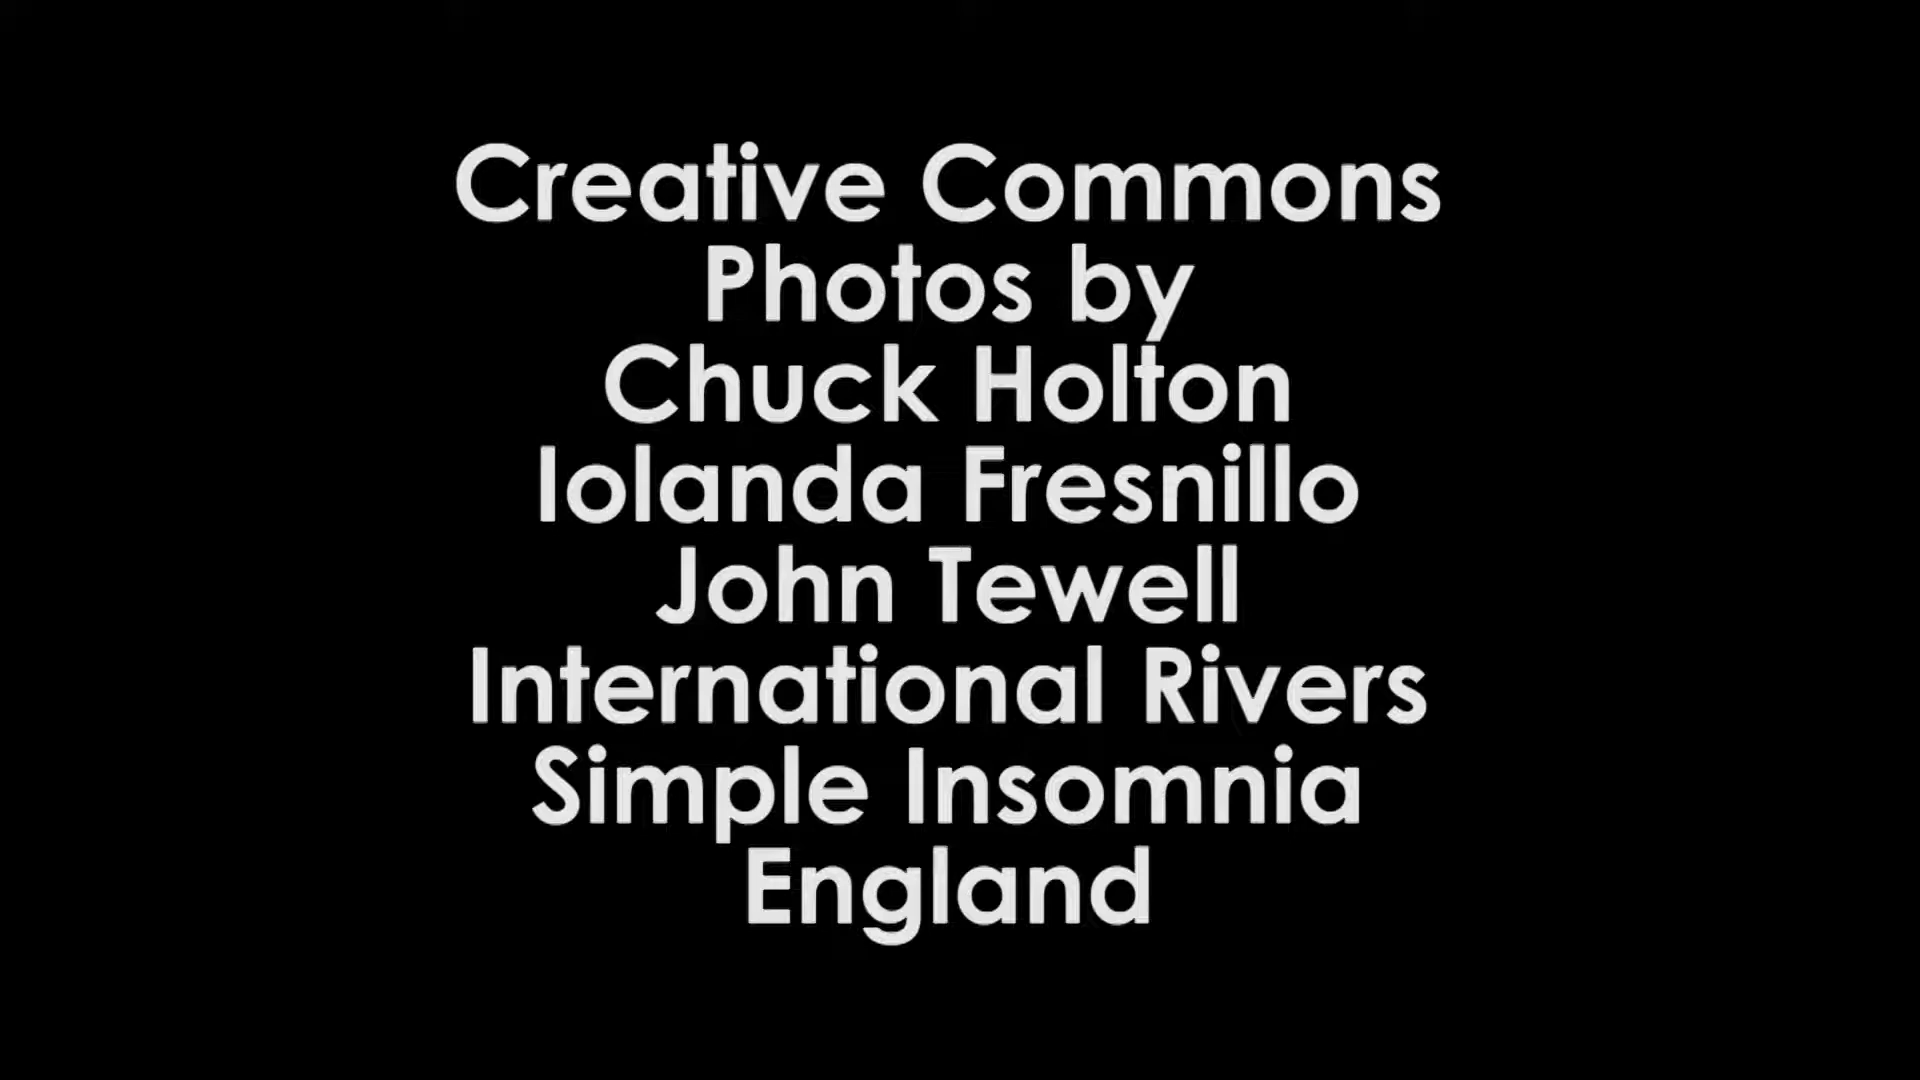 Creative Commons
Photos by
Chuck Holton
Iolanda Fresnillo
John Tewell
International Rivers
Simple Insomnia
England